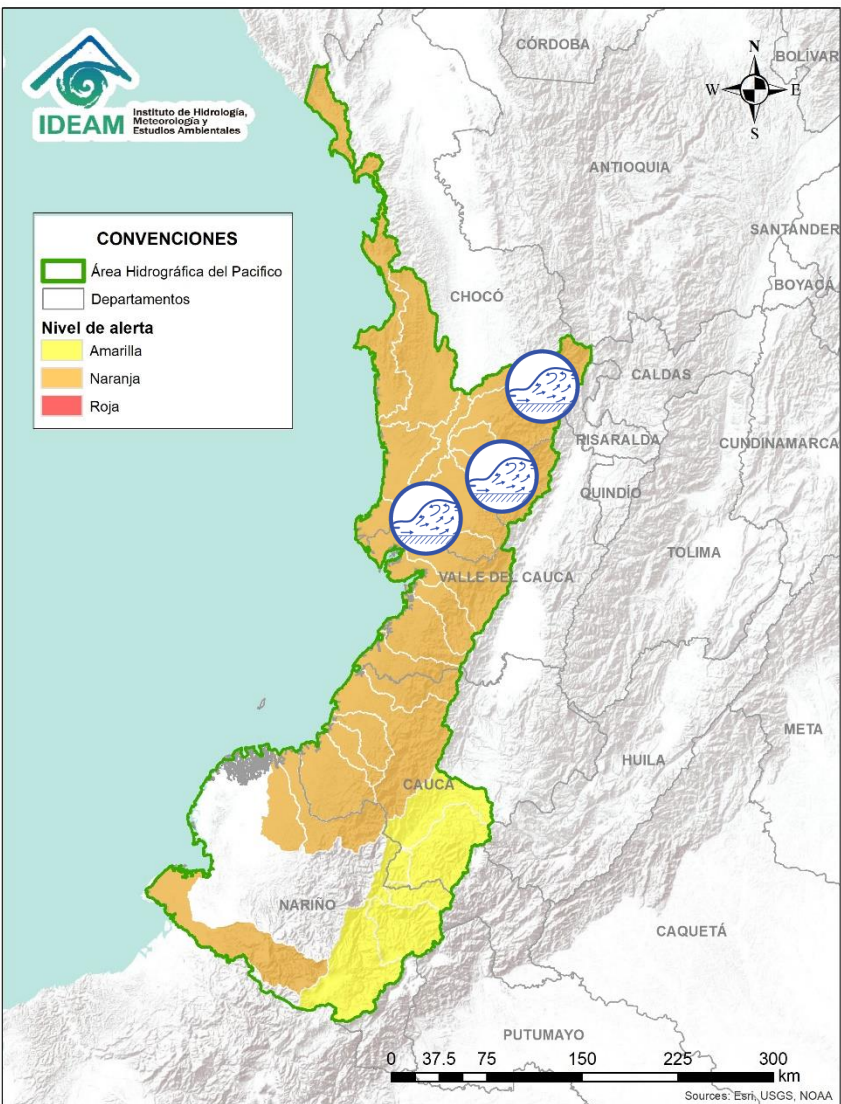 IDEAM
Instituto de Hidrología,
Meteorología y
Estudios Ambientales
N
W
E
S
CÓRDOBA
BOLÍVAR
ANTIOQUIA
SANTANDER
BOYACÁ
CHOCÓ
CONVENCIONES
Área Hidrográfica del Pacifico
Departamentos
Nivel de alerta
Amarilla
Naranja
Roja
CALDAS
RISARALDA
CUNDINAMARCA
QUINDÍO
TOLIMA
VALLE DEL CAUCA
META
HUILA
CAUCA
NARIÑO
CAQUETÁ
PUTUMAYO
0 37.5 75 150 225 300
km
Sources: Esri, USGS, NOAA